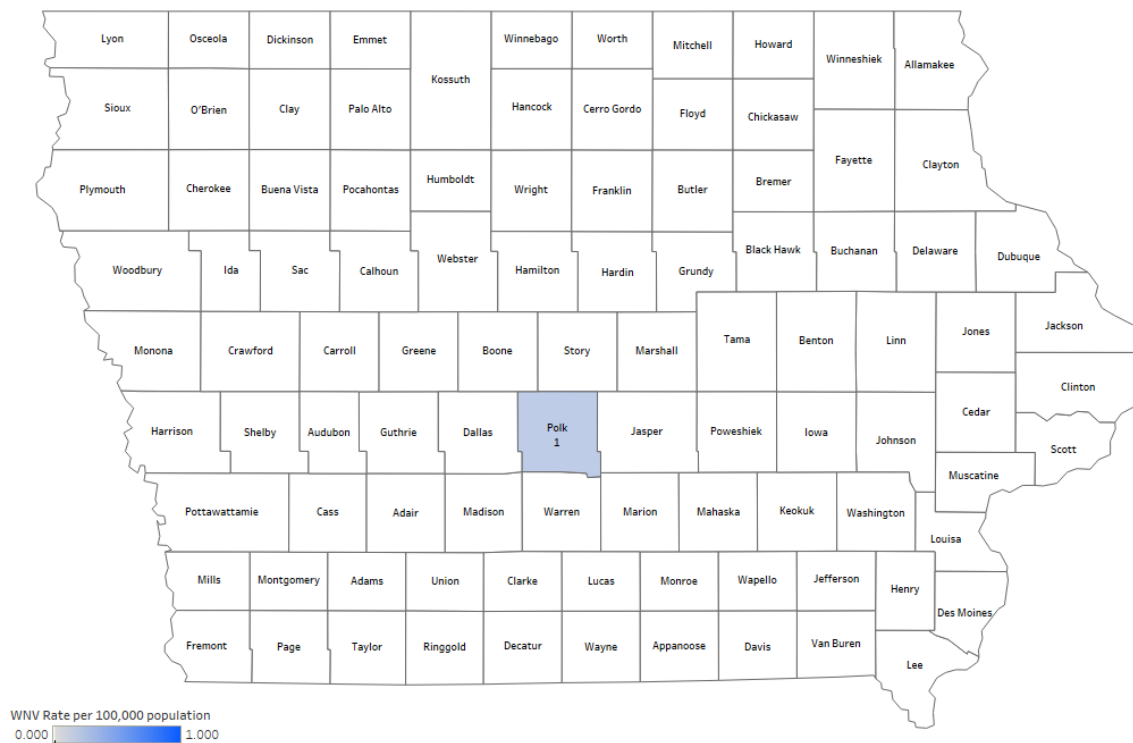 Lyon
Osceola
Dickinson
Emmet
Kossuth
Winnebago
Worth
Mitchell
Howard
Winneshiek
Allamakee
Sioux
O'Brien
Clay
Palo Alto
Hancock
Cerro Gordo
Floyd
Chickasaw
Fayette
Clayton
Plymouth
Cherokee
Buena Vista
Pocahontas
Humboldt
Wright
Franklin
Butler
Bremer
Woodbury
Ida
Sac
Calhoun
Webster
Hamilton
Hardin
Grundy
Black Hawk
Buchanan
Delaware
Dubuque
Monona
Crawford
Carroll
Greene
Boone
Story
Marshall
Tama
Benton
Linn
Jones
Jackson
Clinton
Harrison
Shelby
Audubon
Guthrie
Dallas
Polk
1
Jasper
Poweshiek
Iowa
Johnson
Cedar
Scott
Muscatine
Pottawattamie
Cass
Adair
Madison
Warren
Marion
Mahaska
Keokuk
Washington
Louisa
Mills
Montgomery
Adams
Union
Clarke
Lucas
Monroe
Wapello
Jefferson
Henry
Des Moines
Fremont
Page
Taylor
Ringgold
Decatur
Wayne
Appanoose
Davis
Van Buren
Lee
WNV Rate per 100,000 population
0.000 1.000